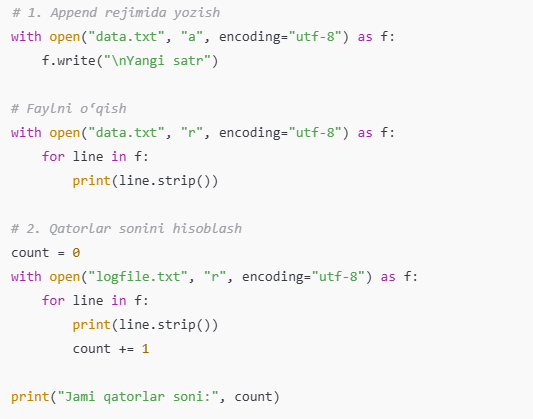 # 1. Append rejimida yozish
with open("data.txt", "a", encoding="utf-8") as f:
    f.write("\nYangi satr")

# Faylni o‘qish
with open("data.txt", "r", encoding="utf-8") as f:
    for line in f:
        print(line.strip())

# 2. Qatorlar sonini hisoblash
count = 0
with open("logfile.txt", "r", encoding="utf-8") as f:
    for line in f:
        print(line.strip())
        count += 1

print("Jami qatorlar soni:", count)